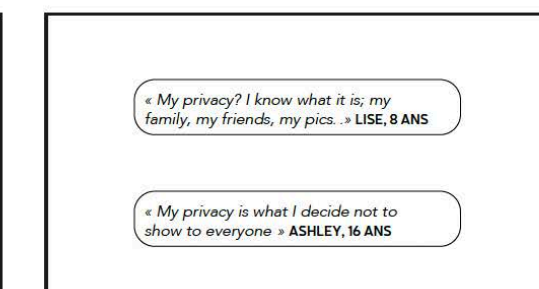 « My privacy? I know what it is; my
family, my friends, my pics. .» LISE, 8 ANS
« My privacy is what I decide not to
show to everyone » ASHLEY, 16 ANS